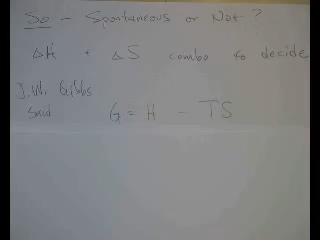 So - Spontaneous or Not?
ΔH + ΔS combo to decide
J.W. Gibbs
Said G = H - TS